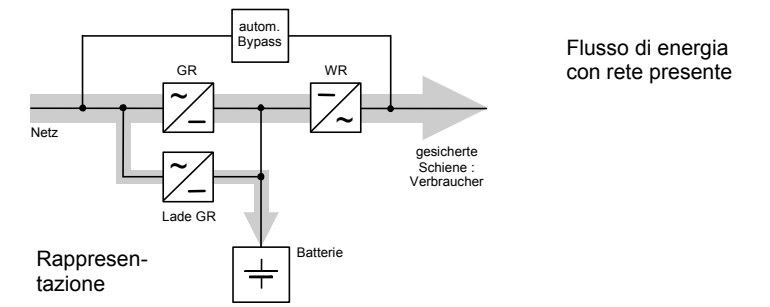 autom.
Bypass
Flusso di energia
con rete presente
GR
WR
Netz
gesicherte
Schiene :
Verbraucher
Lade GR
Rappresen-
tazione
Batterie